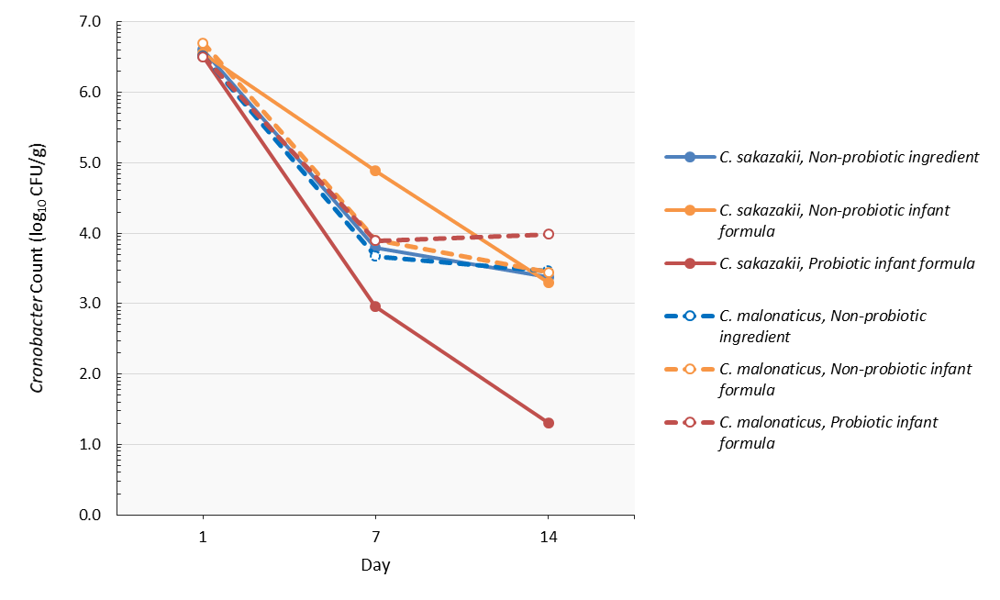 7.0
6.0
5.0
4.0
3.0
2.0
1.0
0.0
Cronobacter Count (log10 CFU/g)
1
7
14
Day
C. sakazakii, Non-probiotic ingredient
C. sakazakii, Non-probiotic infant
formula
C. sakazakii, Probiotic infant formula
C. malonaticus, Non-probiotic
ingredient
C. malonaticus, Non-probiotic infant
formula
C. malonaticus, Probiotic infant
formula